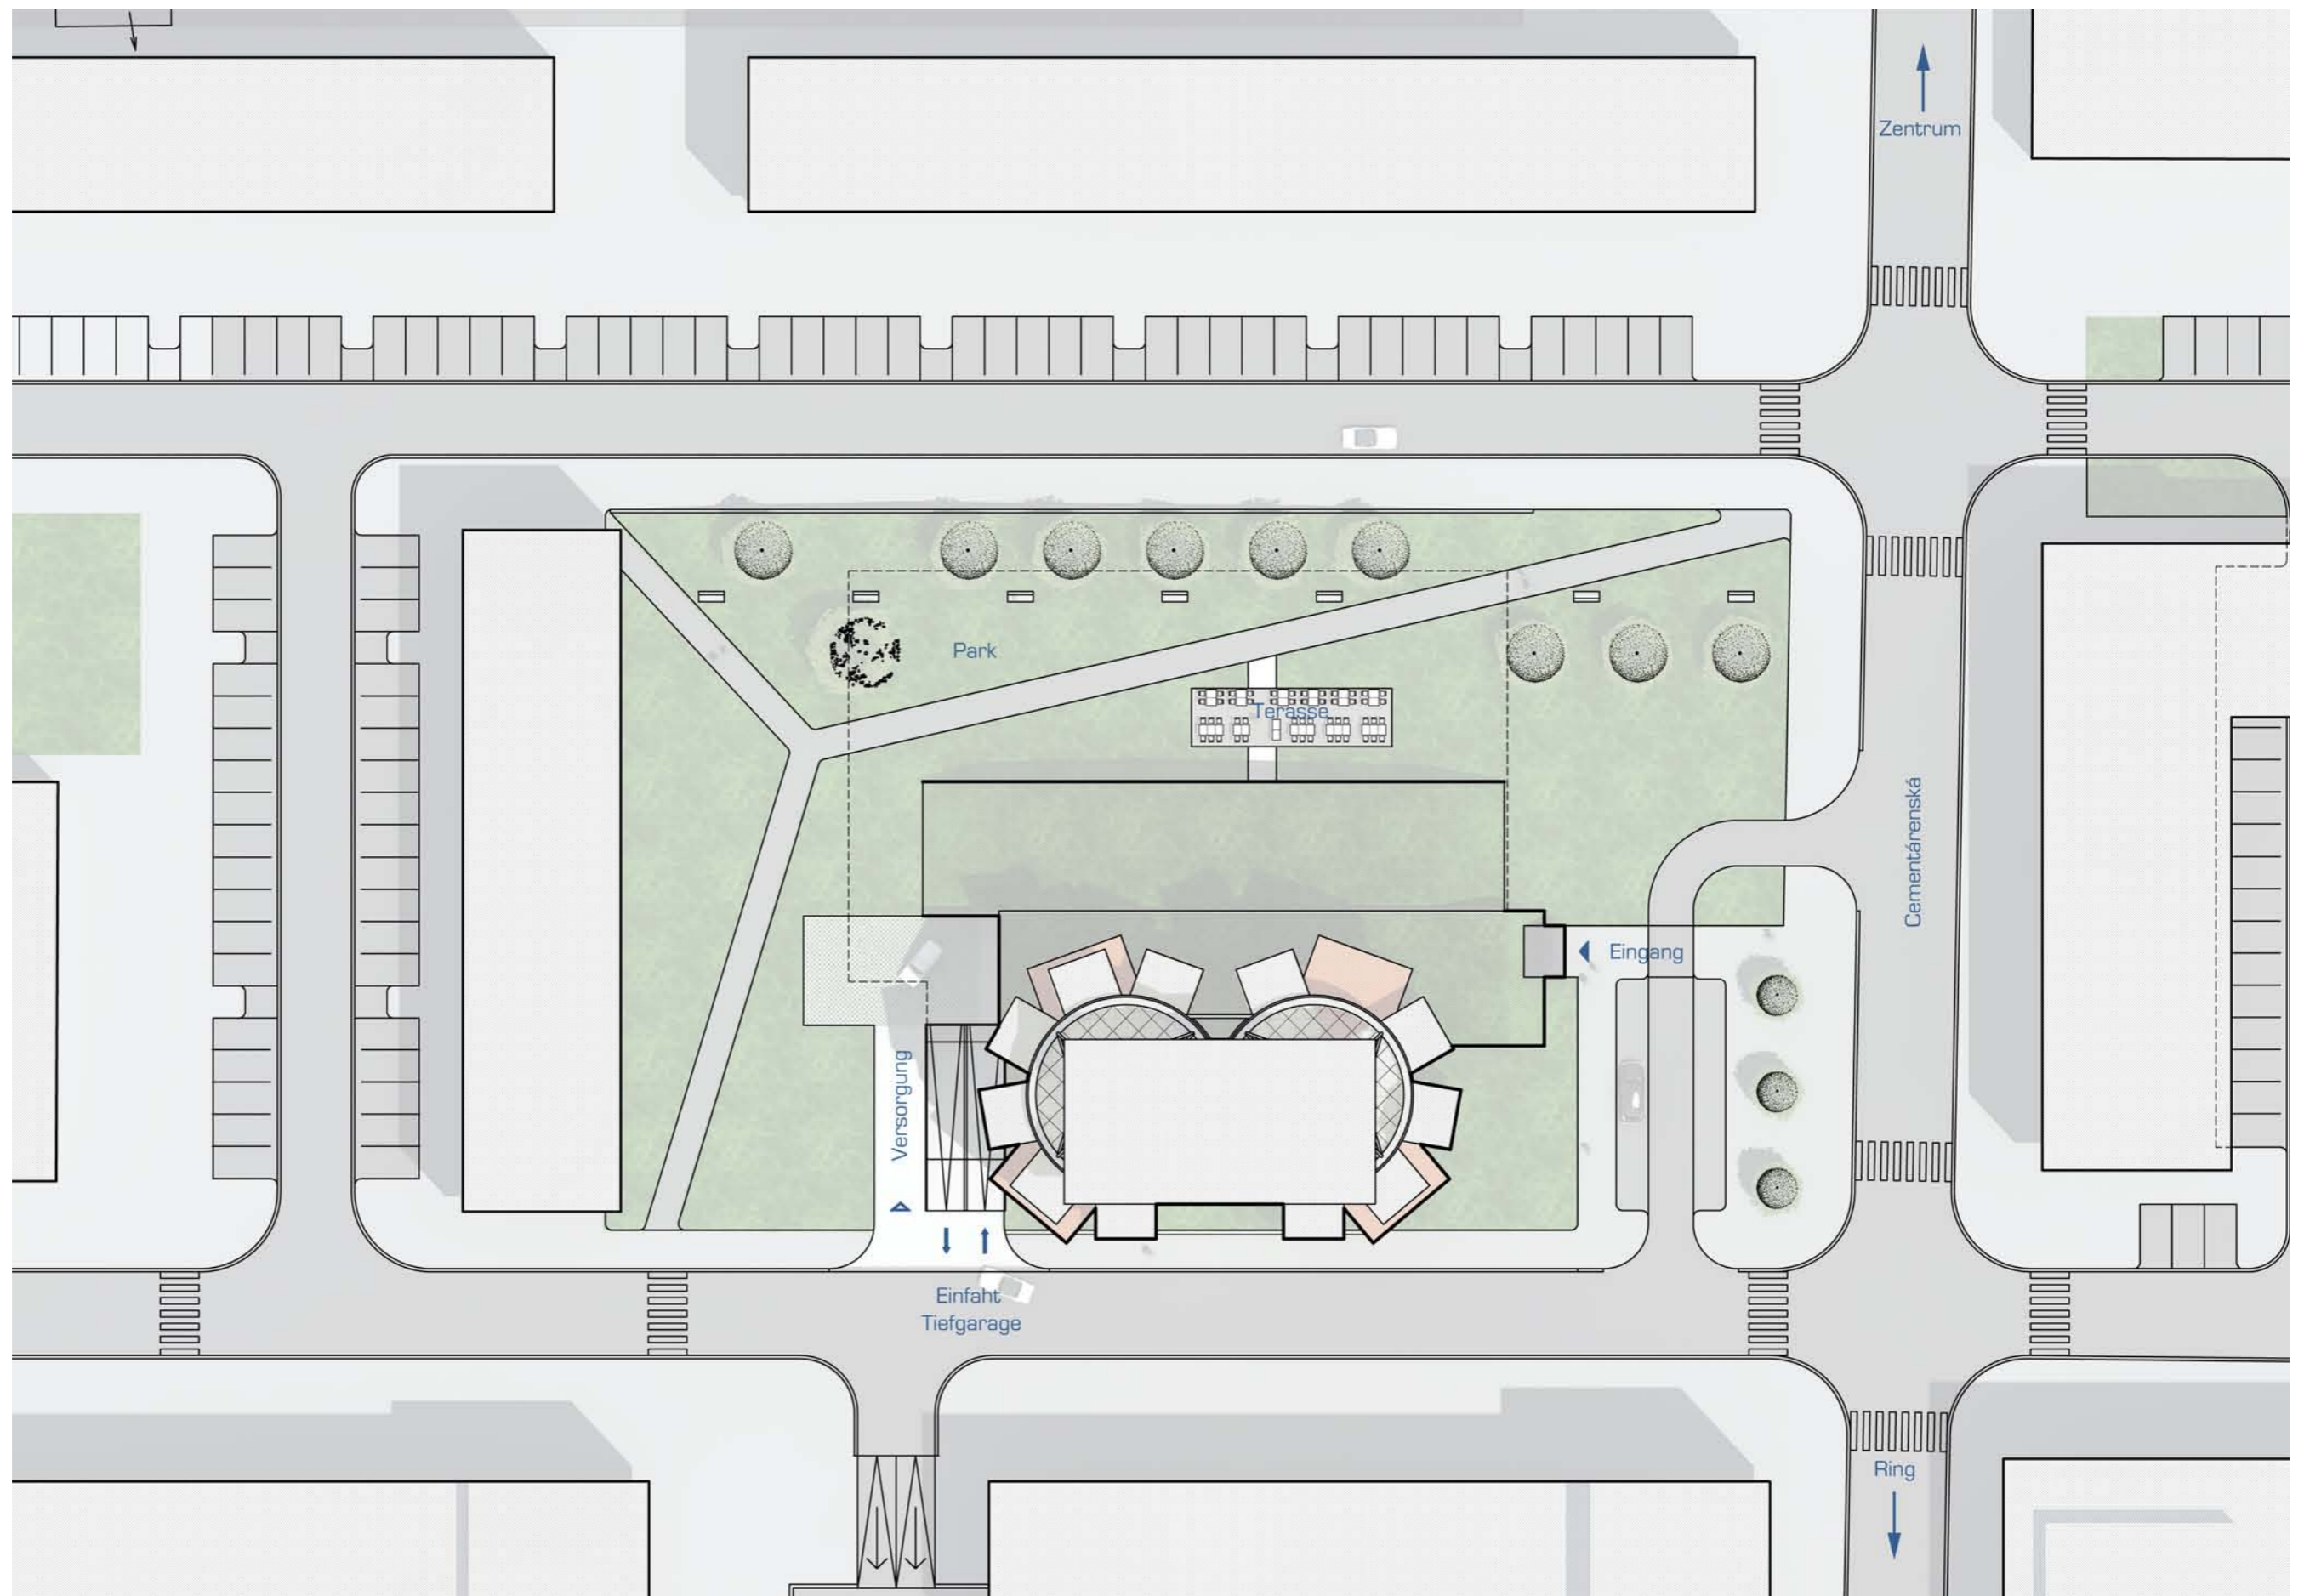 Zentrum
Park
Terasse
Cementárenská
Eingang
Versorgung
Einfaht
Tiefgarage
Ring